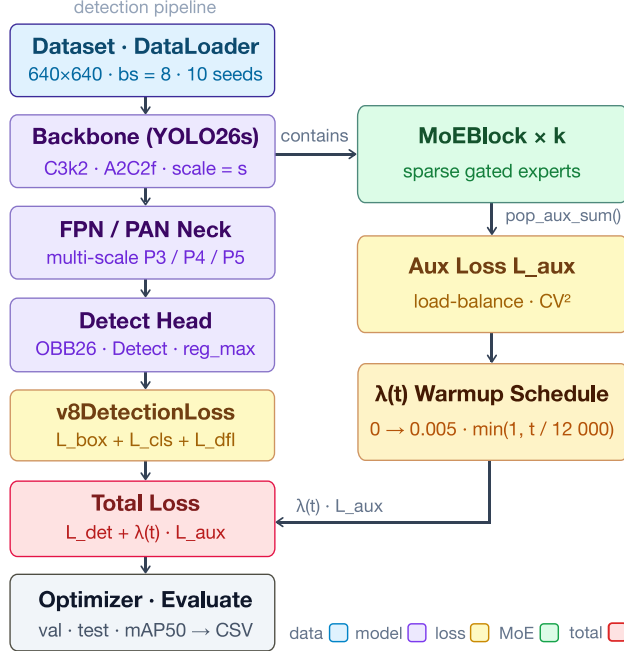 detection pipeline
Dataset · DataLoader
640×640 · bs = 8 · 10 seeds
Backbone (YOLO26s)
C3k2 · A2C2f · scale = s
contains
MoEBlock × k
sparse gated experts
pop_aux_sum()
FPN / PAN Neck
multi-scale P3 / P4 / P5
Aux Loss L_aux
load-balance · CV²
Detect Head
OBB26 · Detect · reg_max
λ(t) Warmup Schedule
0 → 0.005 · min(1, t / 12 000)
v8DetectionLoss
L_box + L_cls + L_dfl
Total Loss
L_det + λ(t) · L_aux
λ(t) · L_aux
Optimizer · Evaluate
val · test · mAP50 → CSV
data model loss MoE total